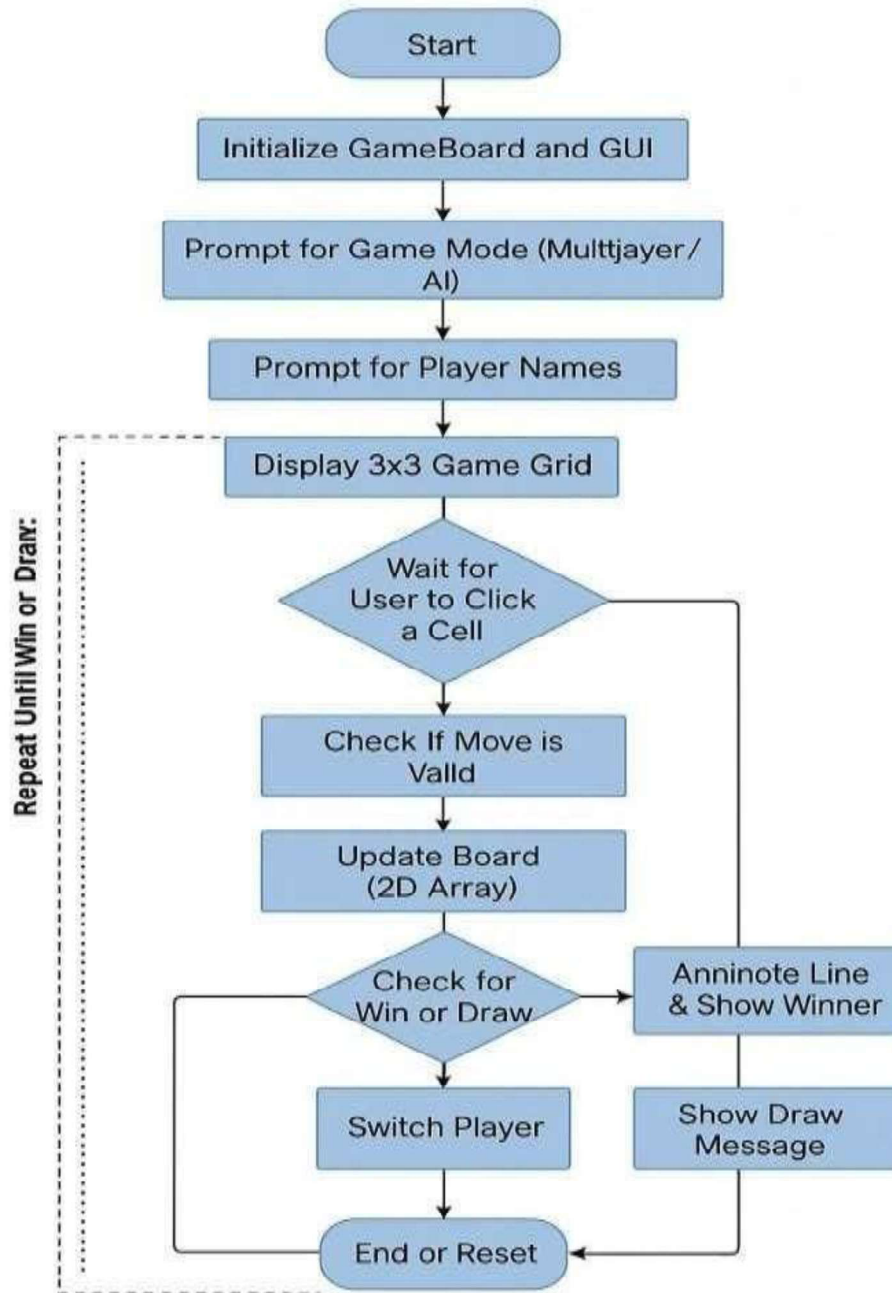 Start
Initialize GameBoard and GUI
Prompt for Game Mode (Multtjayer/
AI)
Prompt for Player Names
Repeat Until Win or Draw:
Display 3x3 Game Grid
Wait for
User to Click
a Cell
Check If Move is
Valld
Update Board
(2D Array)
Check for
Win or Draw
Anninote Line
& Show Winner
Switch Player
Show Draw
Message
End or Reset